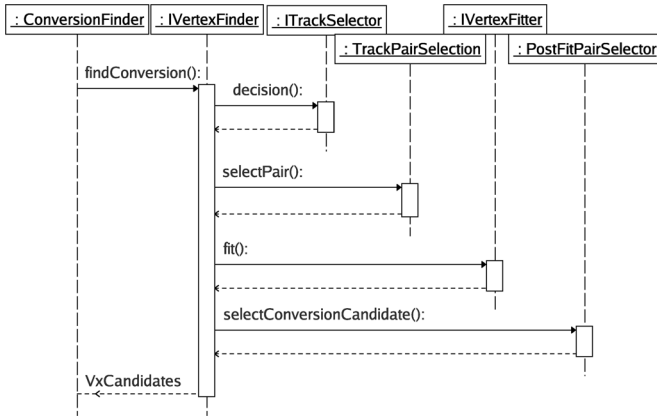 : ConversionFinder
: IVertexFinder
: ITrackSelector
: IVertexFitter
: TrackPairSelection
: PostFitPairSelector
findConversion():
decision():
selectPair():
fit():
selectConversionCandidate():
VxCandidates